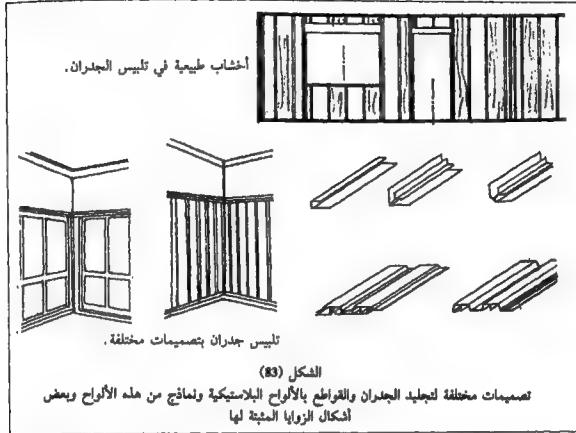 أخشاب طبيعية في تلبيس الجدران.
تلبيس جدران بتصميمات مختلفة.
الشكل (83)
تصميمات مختلفة لتجليد الجدران والقواطع بالألواح البلاستيكية ونماذج من هذه الألواح وبعض
أشكال الزوايا المثبتة لها